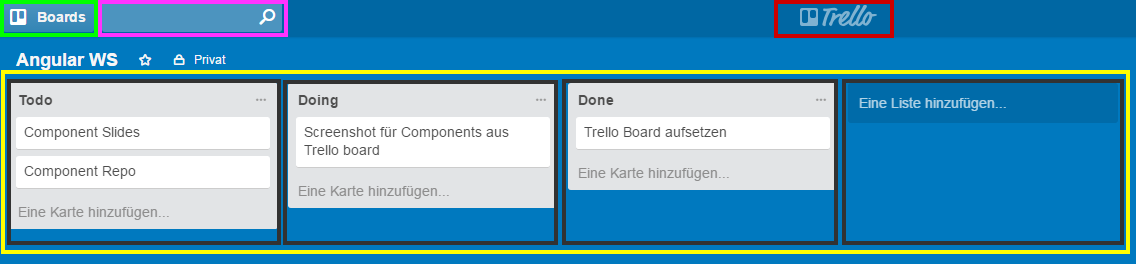 Boards
Trello
Angular WS
Privat
Todo
Component Slides
Component Repo
Eine Karte hinzufügen...
Doing
Screenshot für Components aus
Trello board
Eine Karte hinzufügen...
Done
Trello Board aufsetzen
Eine Karte hinzufügen...
Eine Liste hinzufügen...